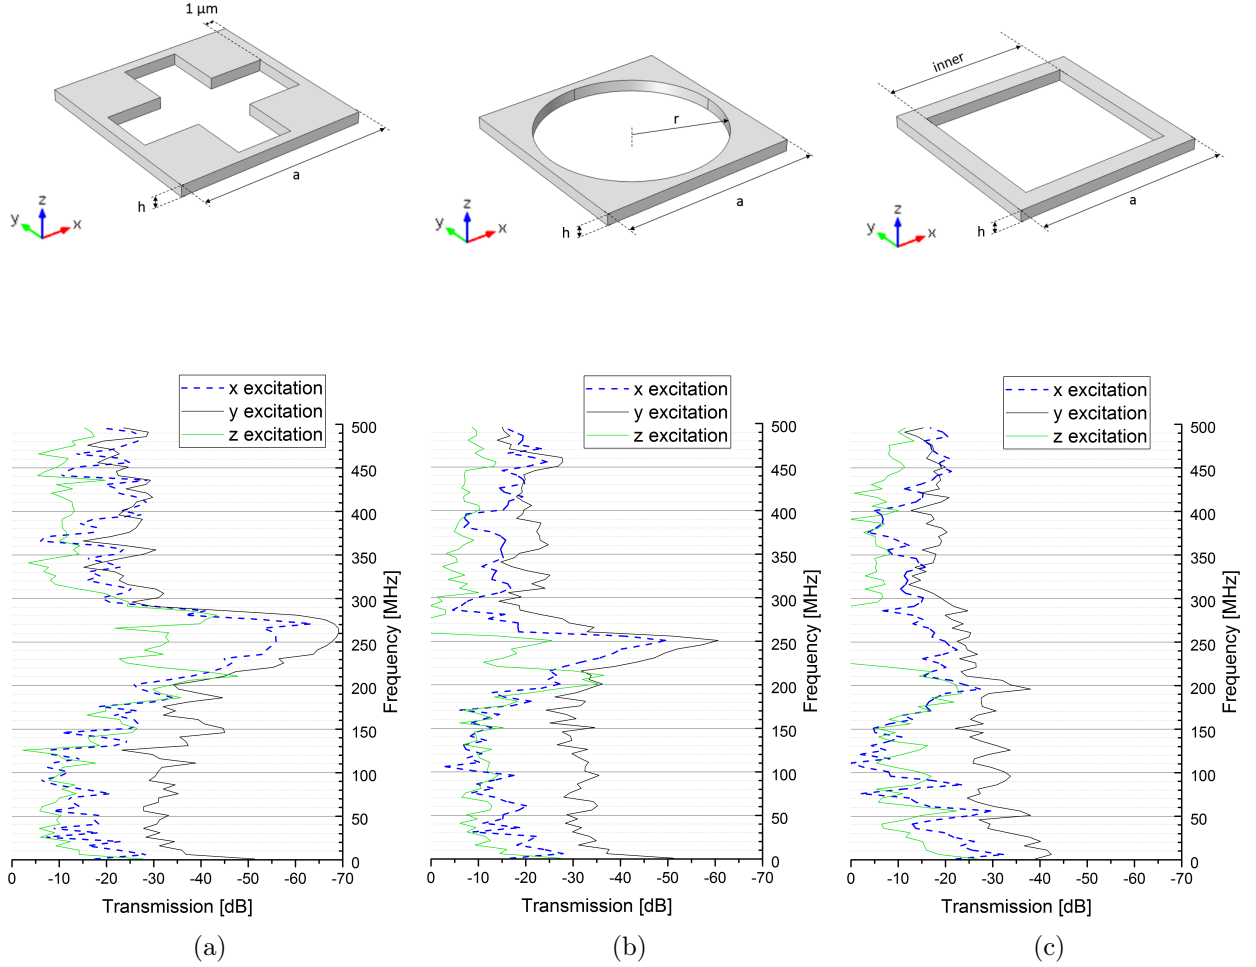 1 μm
a
h
z
y
x
r
a
h
z
y
x
inner
a
h
z
y
x
x excitation
y excitation
z excitation
500
450
400
350
300
250
200
150
100
50
0
Frequency [MHz]
0 -10 -20 -30 -40 -50 -60 -70
Transmission [dB]
(a)
x excitation
y excitation
z excitation
500
450
400
350
300
250
200
150
100
50
0
Frequency [MHz]
0 -10 -20 -30 -40 -50 -60 -70
Transmission [dB]
(b)
x excitation
y excitation
z excitation
500
450
400
350
300
250
200
150
100
50
0
Frequency [MHz]
0 -10 -20 -30 -40 -50 -60 -70
Transmission [dB]
(c)